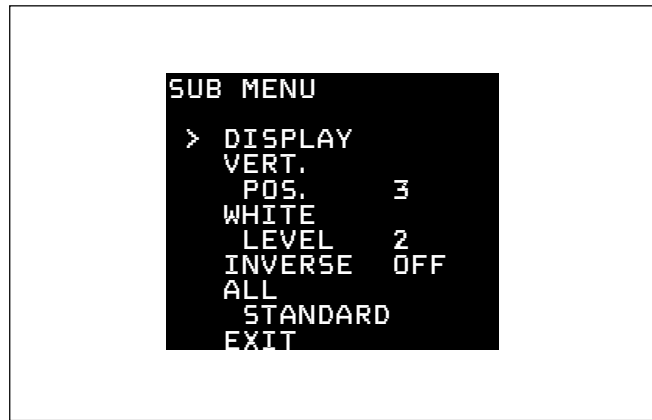 SUB MENU
> DISPLAY
VERT.
POS. 3
WHITE
LEVEL 2
INVERSE OFF
ALL
STANDARD
EXIT